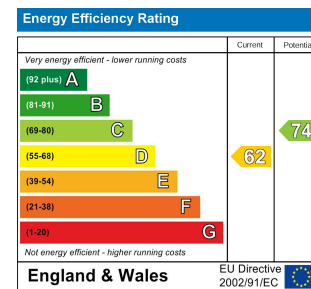 Energy Efficiency Rating
Current Potentia
Very energy efficient - lower running costs
(92 plus) A
(81-91) B
(69-80) C 74
(55-68) D 62
(39-54) E
(21-38) F
(1-20) G
Not energy efficient - higher running costs
England & Wales
EU Directive
2002/91/EC